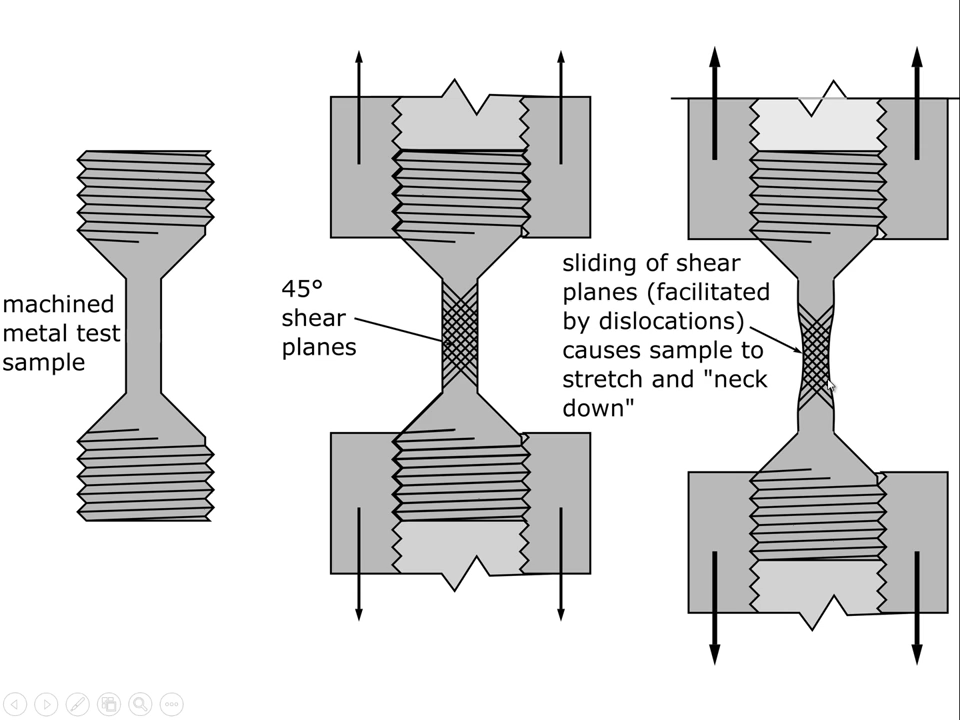 machined
metal test
sample
45°
shear
planes
sliding of shear
planes (facilitated
by dislocations)
causes sample to
stretch and "neck
down"